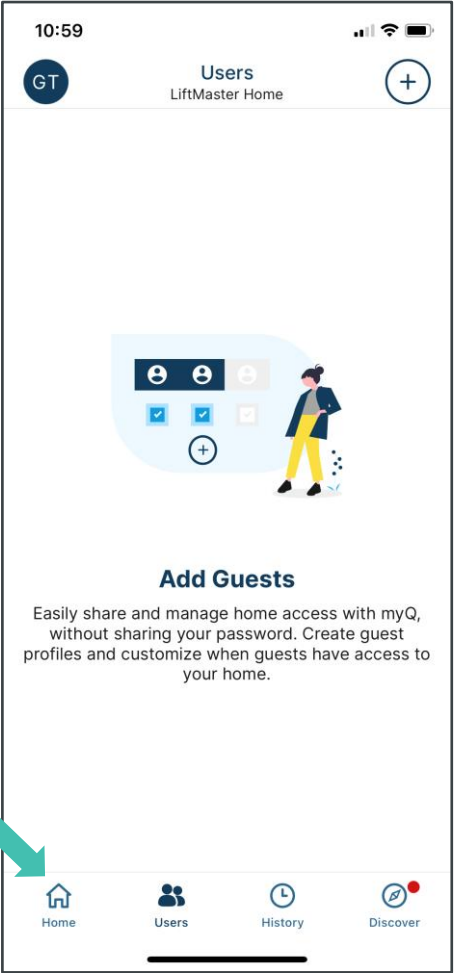 10:59
GT
Users
LiftMaster Home
Add Guests
Easily share and manage home access with myQ,
without sharing your password. Create guest
profiles and customize when guests have access to
your home.
Home
Users
History
Discover